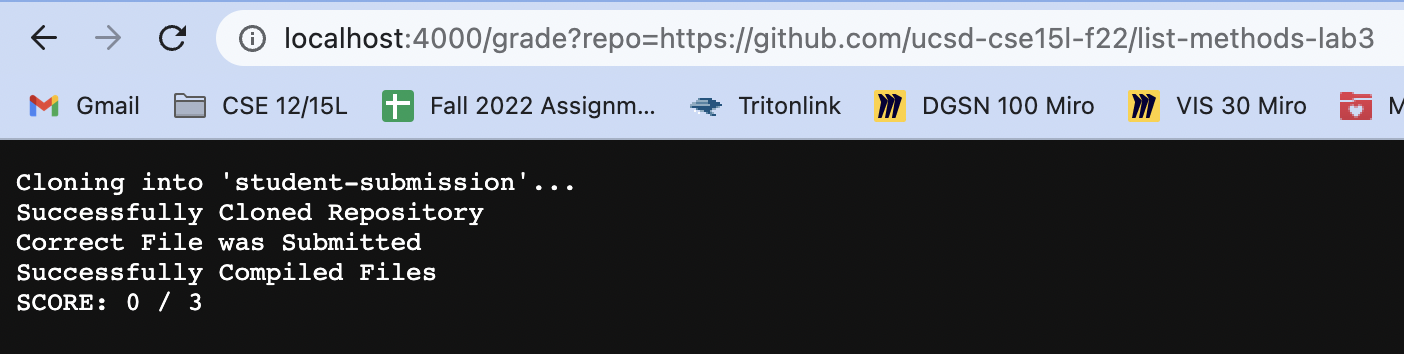 localhost:4000/grade?repo=https://github.com/ucsd-cse15l-f22/list-methods-lab3
Gmail CSE 12/15L Fall 2022 Assignm... Tritonlink DGSN 100 Miro VIS 30 Miro M
Cloning into 'student-submission'...
Successfully Cloned Repository
Correct File was Submitted
Successfully Compiled Files
SCORE: 0 / 3